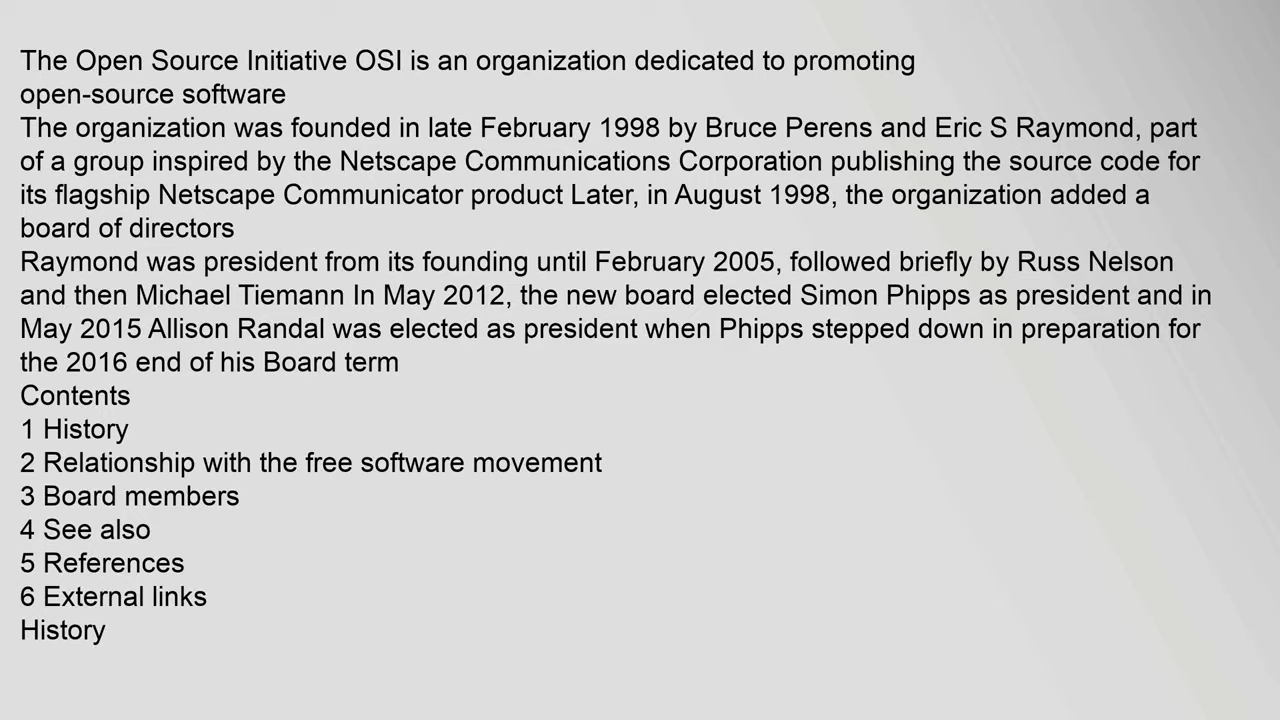 The Open Source Initiative OSI is an organization dedicated to promoting
open-source software
The organization was founded in late February 1998 by Bruce Perens and Eric S Raymond, part
of a group inspired by the Netscape Communications Corporation publishing the source code for
its flagship Netscape Communicator product Later, in August 1998, the organization added a
board of directors
Raymond was president from its founding until February 2005, followed briefly by Russ Nelson
and then Michael Tiemann In May 2012, the new board elected Simon Phipps as president and in
May 2015 Allison Randal was elected as president when Phipps stepped down in preparation for
the 2016 end of his Board term
Contents
1 History
2 Relationship with the free software movement
3 Board members
4 See also
5 References
6 External links
History